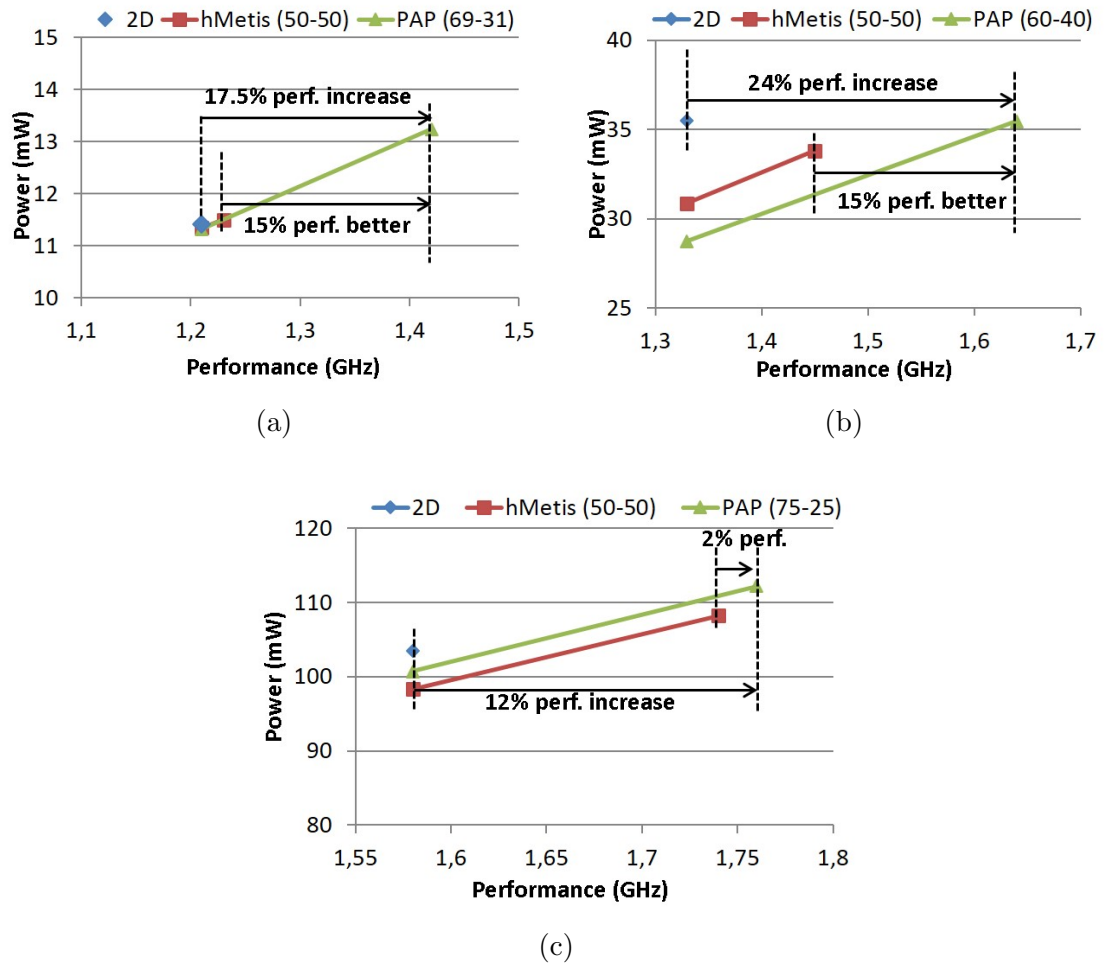 2D hMetis (50-50) PAP (69-31)
15
14
13
12
11
10
17.5% perf. increase
15% perf. better
Power (mW)
1,1 1,2 1,3 1,4 1,5
Performance (GHz)
(a)
2D hMetis (50-50) PAP (60-40)
40
35
30
25
24% perf. increase
15% perf. better
Power (mW)
1,3 1,4 1,5 1,6 1,7
Performance (GHz)
(b)
2D hMetis (50-50) PAP (75-25)
120
110
100
90
80
2% perf.
12% perf. increase
Power (mW)
1,55 1,6 1,65 1,7 1,75 1,8
Performance (GHz)
(c)